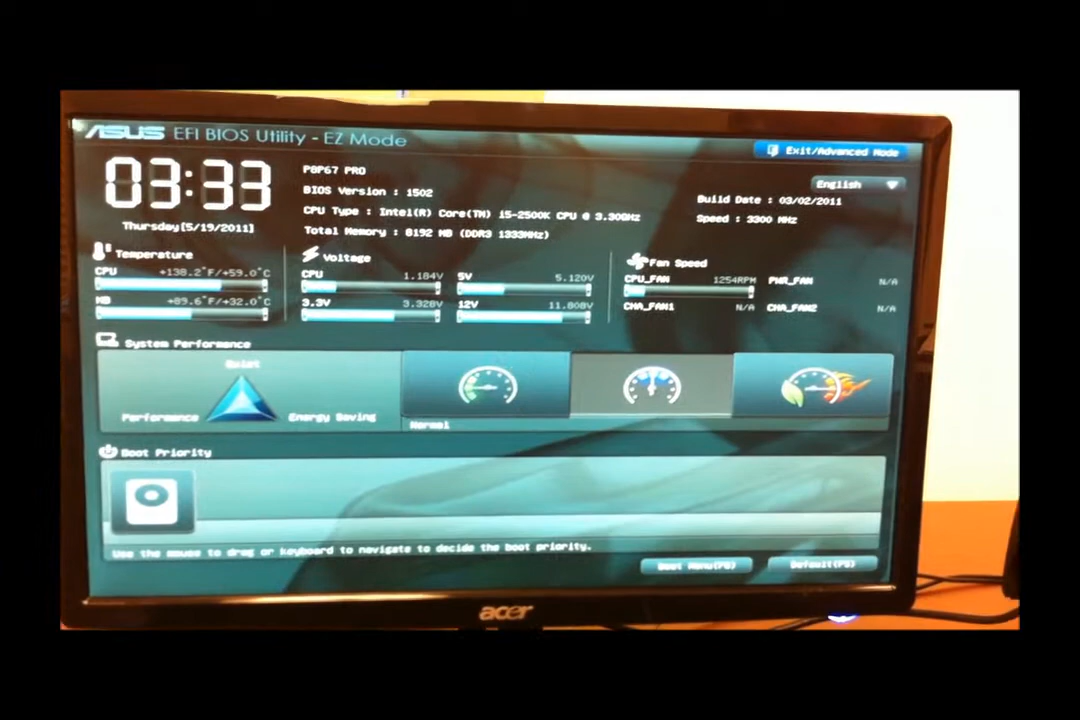 ASUS EFI BIOS Utility - EZ Mode
Exit/Advanced Mode
03:33
Thursday[5/19/2011]
P8P67 PRO
BIOS Version : 1502
CPU Type : Intel(R) Core(TM) i5-2500K CPU @ 3.30GHz
Total Memory : 8192 MB (DDR3 1333MHz)
English
Build Date : 03/02/2011
Speed : 3300 MHz
Temperature
CPU +138.2°F/+59.0°C
MB +89.6°F/+32.0°C
Voltage
CPU 1.184V 5V 5.120V
3.3V 3.328V 12V 11.808V
Fan Speed
CPU_FAN 1254RPM PWR_FAN N/A
CHA_FAN1 N/A CHA_FAN2 N/A
System Performance
Quiet
Performance Energy Saving
Normal
Boot Priority
Use the mouse to drag or keyboard to navigate to decide the boot priority.
Boot Menu(F8) Default(F5)
acer